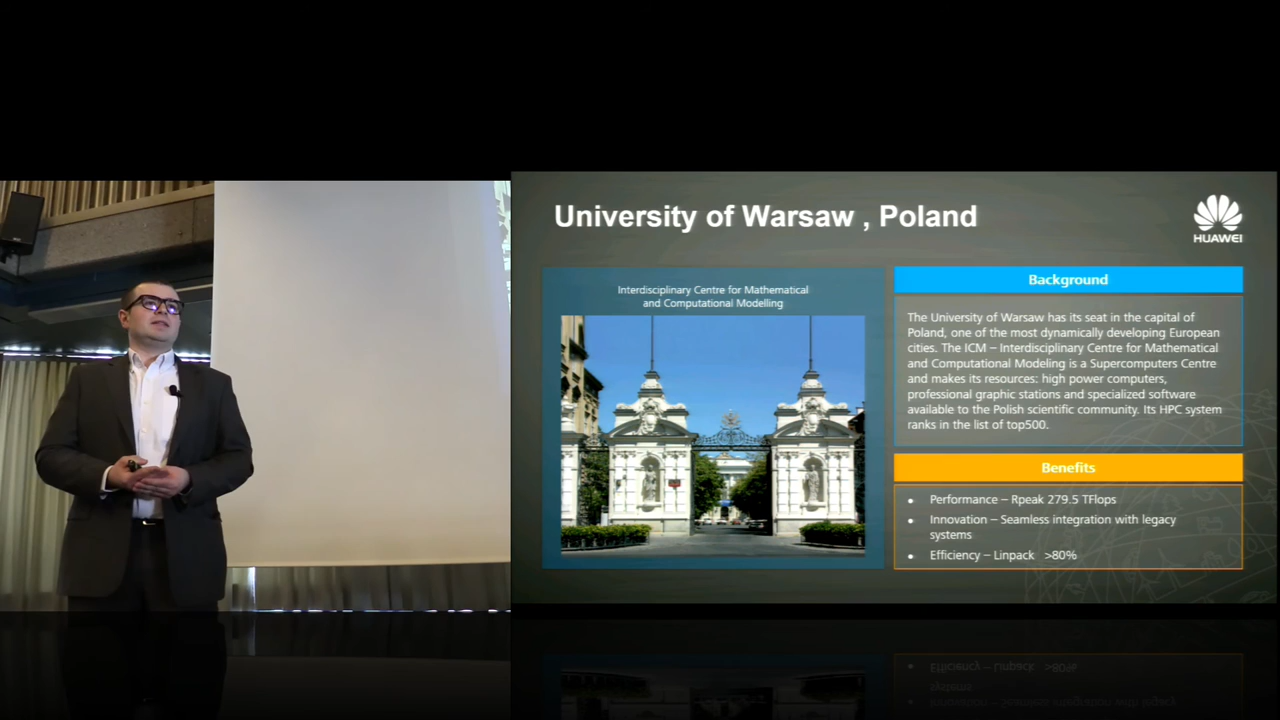 University of Warsaw , Poland
HUAWEI
Interdisciplinary Centre for Mathematical
and Computational Modelling
Background
The University of Warsaw has its seat in the capital of
Poland, one of the most dynamically developing European
cities. The ICM – Interdisciplinary Centre for Mathematical
and Computational Modeling is a Supercomputers Centre
and makes its resources: high power computers,
professional graphic stations and specialized software
available to the Polish scientific community. Its HPC system
ranks in the list of top500.
Benefits
• Performance – Rpeak 279.5 TFlops
• Innovation – Seamless integration with legacy
systems
• Efficiency – Linpack >80%